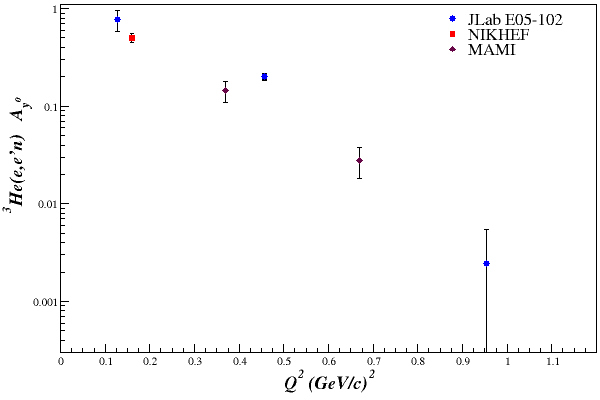 JLab E05-102
NIKHEF
MAMI
³He(e,e'n) A_y⁰
1
0.1
0.01
0.001
0 0.1 0.2 0.3 0.4 0.5 0.6 0.7 0.8 0.9 1 1.1
Q² (GeV/c)²